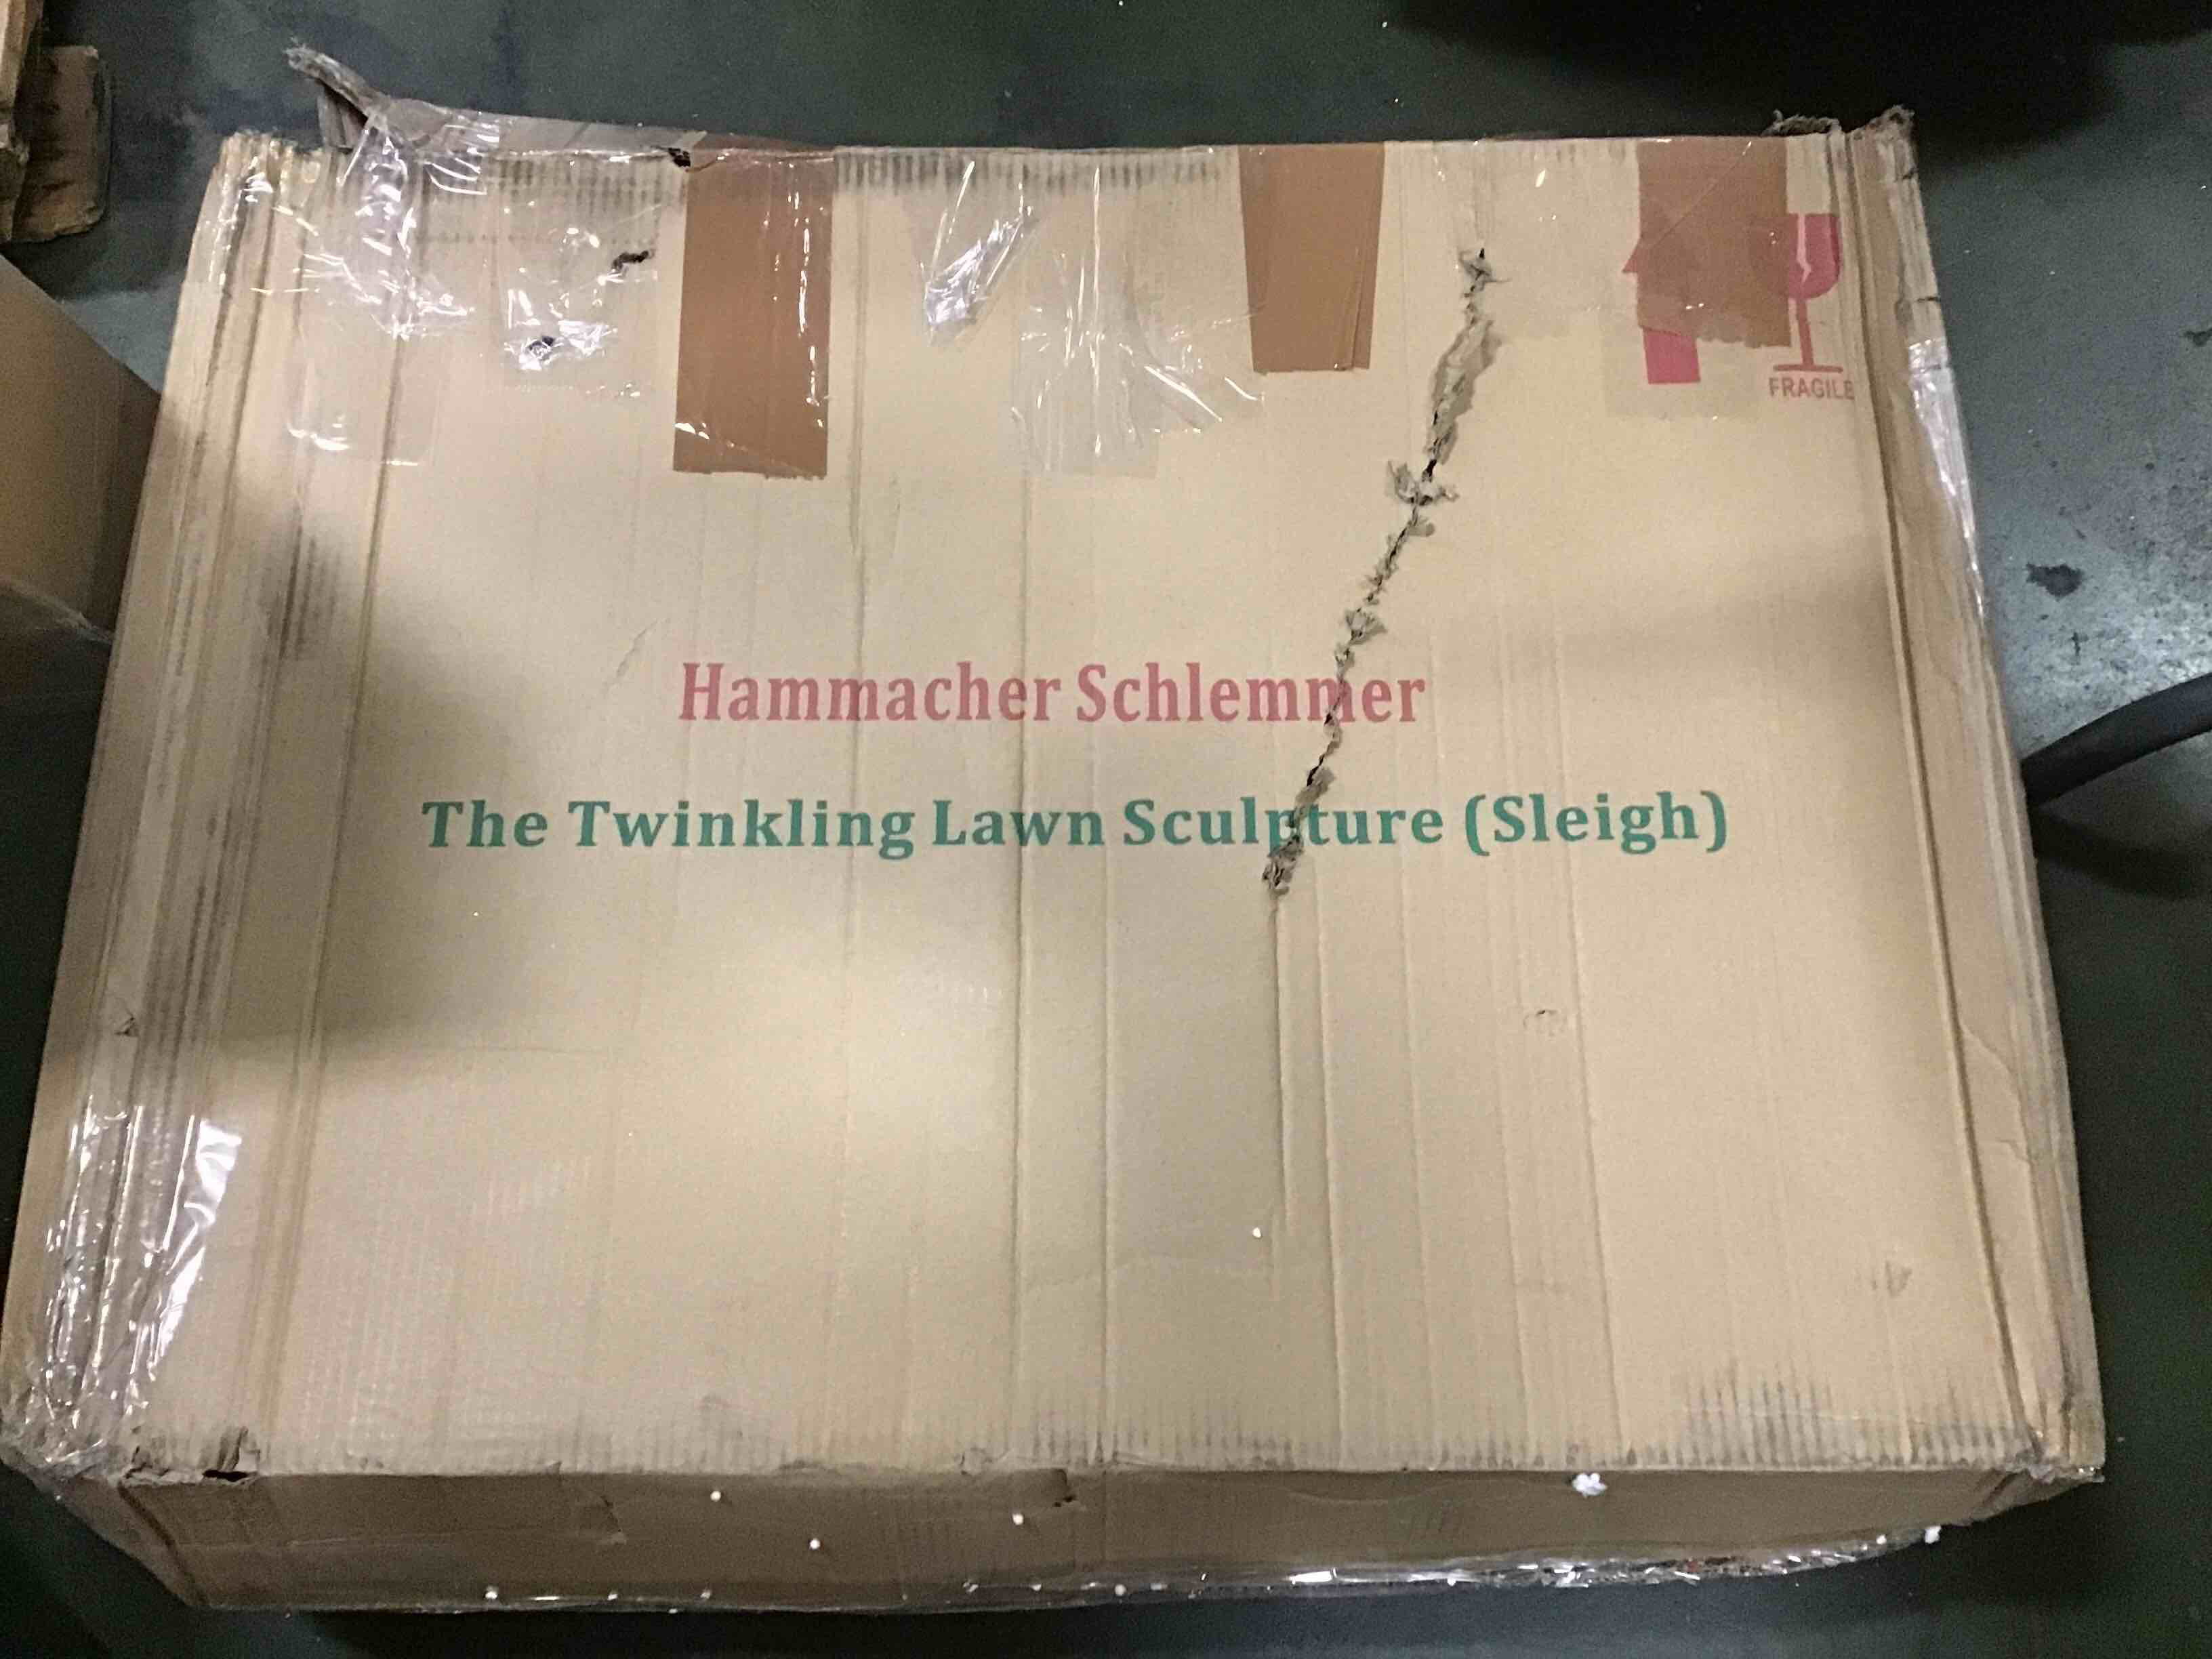 FRAGILE
Hammacher Schlemmer
The Twinkling Lawn Sculpture (Sleigh)